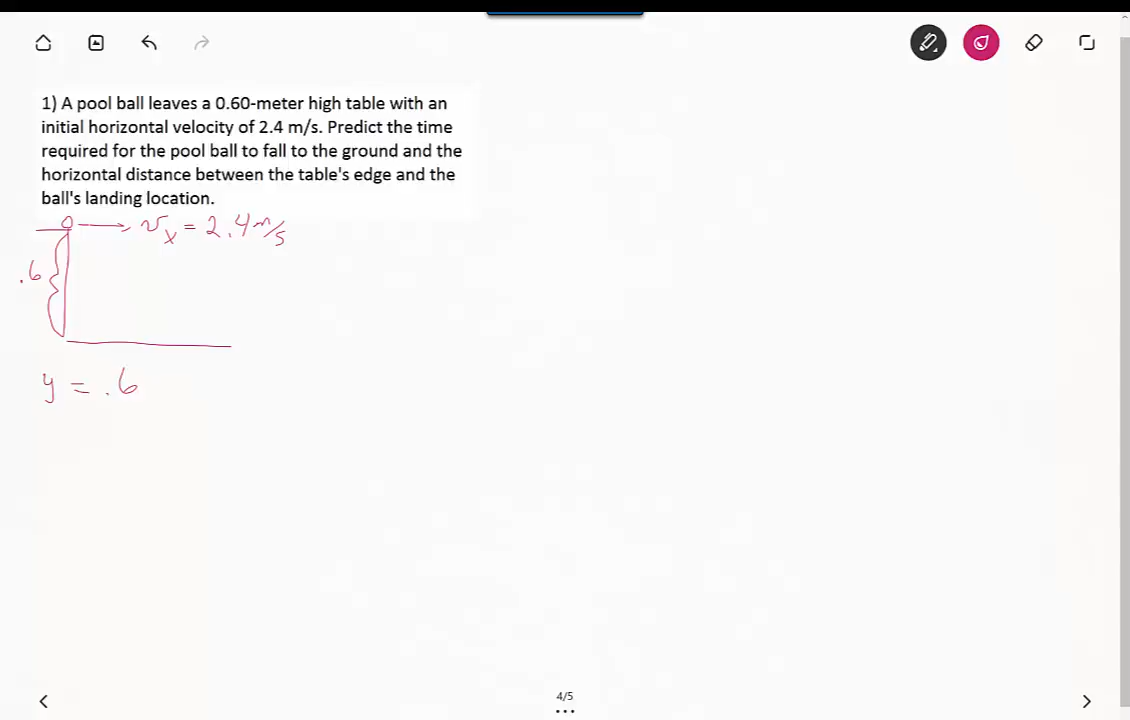 1) A pool ball leaves a 0.60-meter high table with an
initial horizontal velocity of 2.4 m/s. Predict the time
required for the pool ball to fall to the ground and the
horizontal distance between the table's edge and the
ball's landing location.
vx = 2.4 m/s
.6
y = .6
4/5